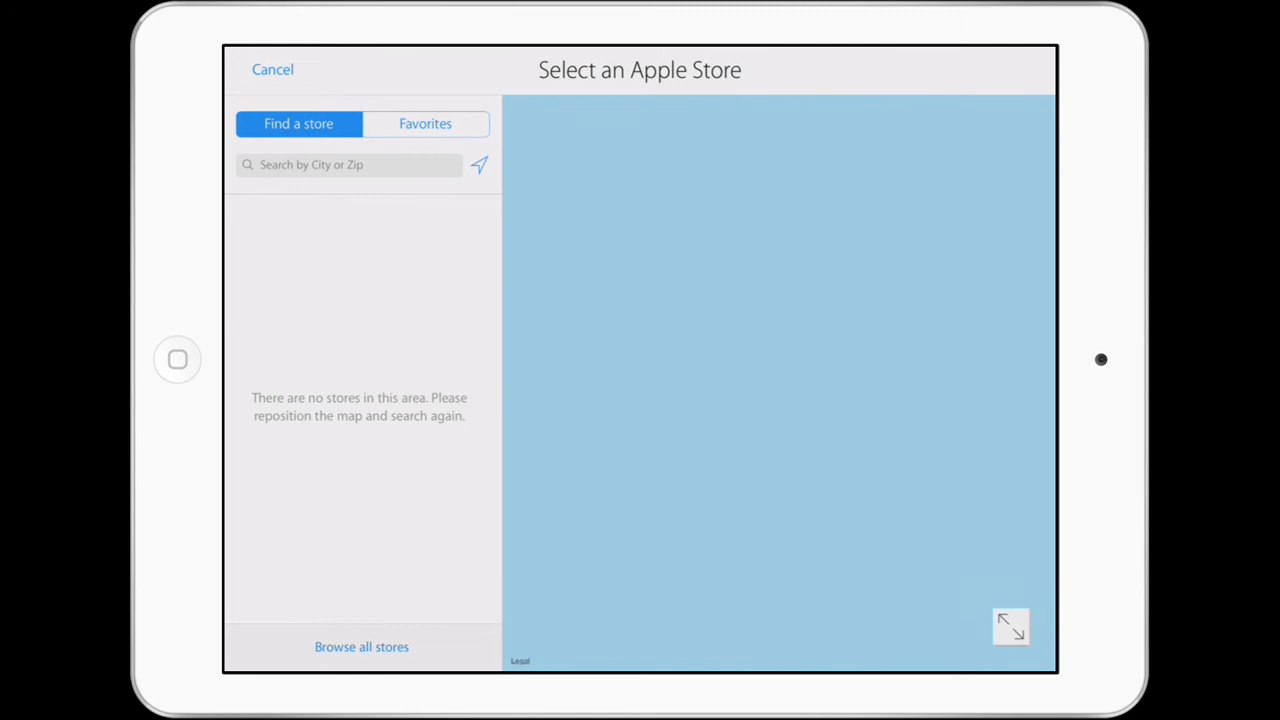 Cancel
Select an Apple Store
Find a store
Favorites
Search by City or Zip
There are no stores in this area. Please
reposition the map and search again.
Browse all stores
Legal